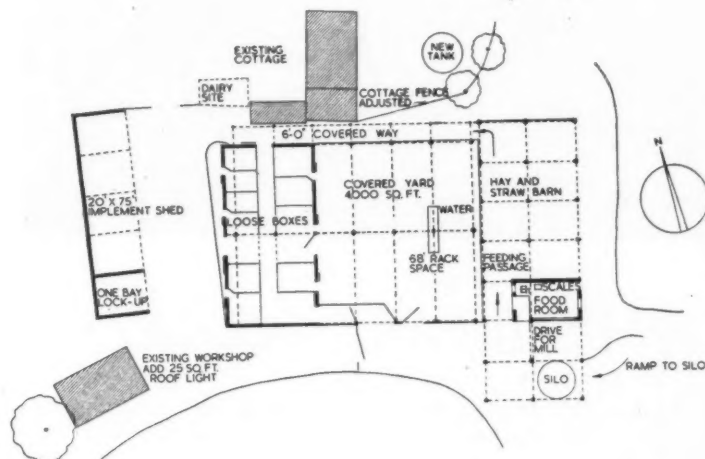 EXISTING
COTTAGE
NEW
TANK
DAIRY
SITE
COTTAGE FENCE
ADJUSTED
6'-0" COVERED WAY
N
20' X 75'
IMPLEMENT SHED
LOOSE BOXES
COVERED YARD
4000 SQ. FT.
WATER
HAY AND
STRAW BARN
68' RACK
SPACE
FEEDING
PASSAGE
ONE BAY
LOCK-UP
SCALES
FOOD
ROOM
DRIVE
FOR
MILL
EXISTING WORKSHOP
ADD 25 SQ. FT.
ROOF LIGHT
SILO
RAMP TO SILO